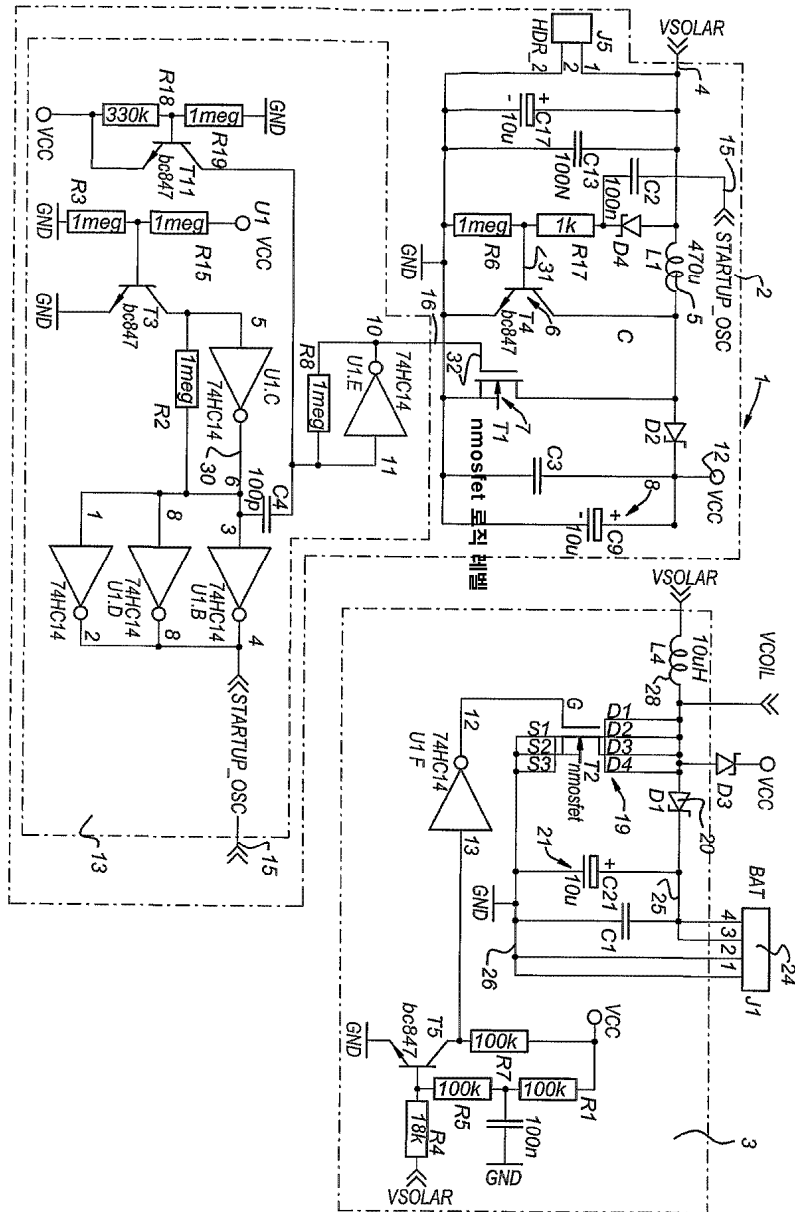 VSOLAR
4
J5
HDR_2
1
2
+
-
C17
10u
C13
100N
C2
100n
15
STARTUP_OSC
2
D4
L1
470u
5
1k
R17
1meg
R6
31
T4
bc847
6
C
GND
16
32
T1
7
nmosfet 로직 레벨
D2
C3
12
VCC
8
+
-
C9
10u
1
R18
330k
1meg
R19
GND
VCC
T11
bc847
R3
1meg
1meg
R15
U1
VCC
GND
T3
bc847
GND
5
U1.C
74HC14
1meg
R2
30
6
100p
C4
3
10
74HC14
U1.E
R8
1meg
11
1
8
74HC14
2
74HC14
U1.D
8
74HC14
U1.B
4
STARTUP_OSC
15
13
VSOLAR
10uH
L4
28
VCOIL
VCC
D3
D1
20
D1
D2
D3
D4
S1
S2
S3
G
T2
nmosfet
19
12
74HC14
U1 F
13
21
+
C21
10u
C1
25
26
GND
BAT
4
3
2
1
J1
24
VCC
T5
bc847
GND
100k
R7
100k
R5
100k
R1
100n
GND
18k
R4
VSOLAR
3